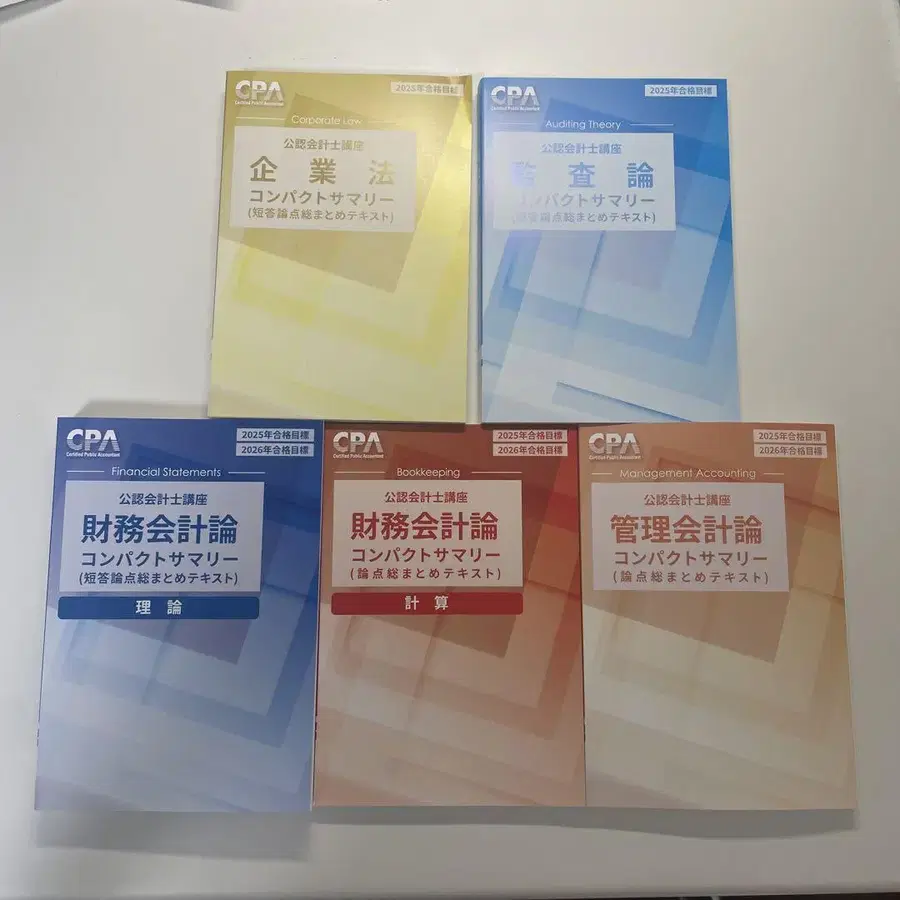 CPA
Certified Public Accountant
2025年合格目標
Corporate Law
公認会計士講座
企業法
コンパクトサマリー
(短答論点総まとめテキスト)
CPA
Certified Public Accountant
2025年合格目標
Auditing Theory
公認会計士講座
監査論
コンパクトサマリー
(短答論点総まとめテキスト)
CPA
Certified Public Accountant
2025年合格目標
2026年合格目標
Financial Statements
公認会計士講座
財務会計論
コンパクトサマリー
(短答論点総まとめテキスト)
理論
CPA
Certified Public Accountant
2025年合格目標
2026年合格目標
Bookkeeping
公認会計士講座
財務会計論
コンパクトサマリー
(論点総まとめテキスト)
計算
CPA
Certified Public Accountant
2025年合格目標
2026年合格目標
Management Accounting
公認会計士講座
管理会計論
コンパクトサマリー
(論点総まとめテキスト)